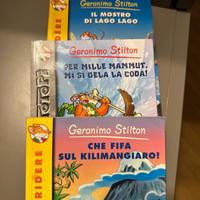 Geronimo Stilton
IL MOSTRO
DI LAGO LAGO
Geronimo Stilton
PER MILLE MAMMUT,
MI SI GELA LA CODA!
RIDERE
Geronimo Stilton
CHE FIFA
SUL KILIMANGIARO!
RIDERE